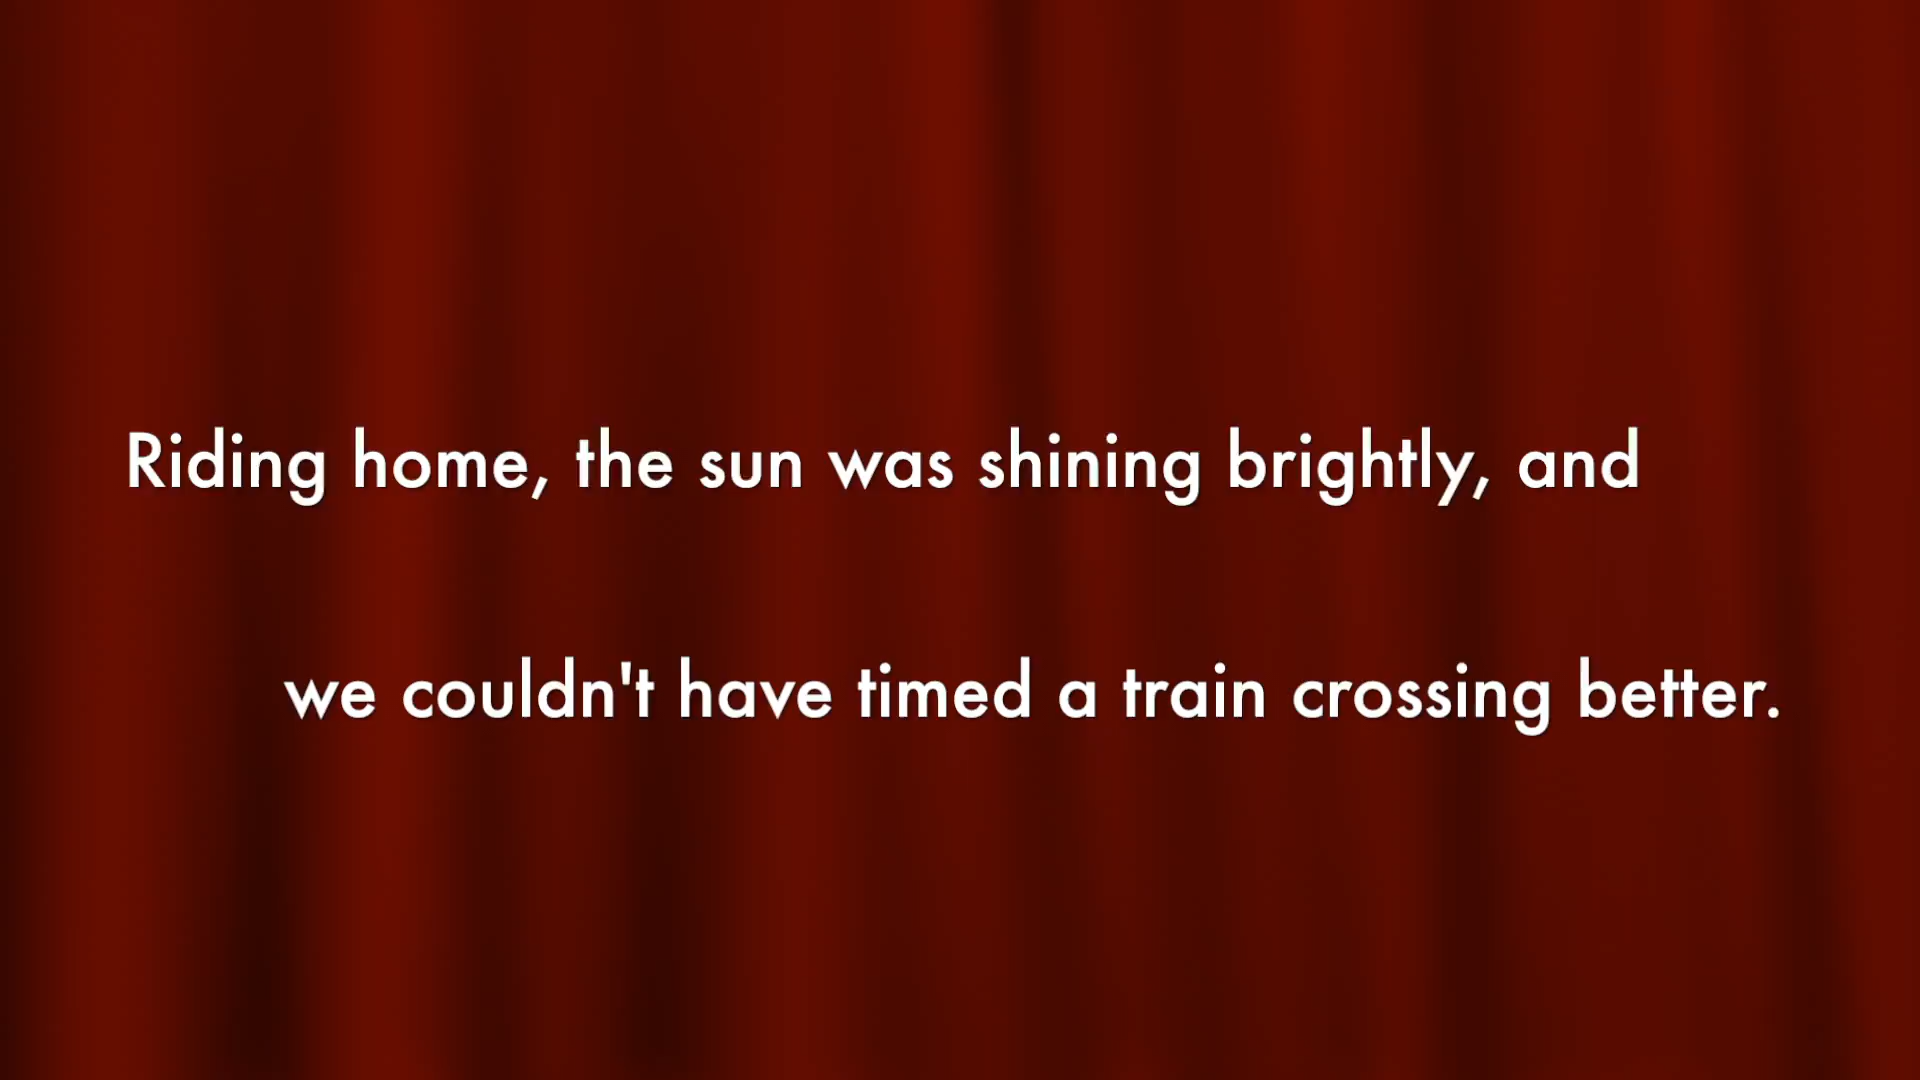 Riding home, the sun was shining brightly, and
we couldn't have timed a train crossing better.